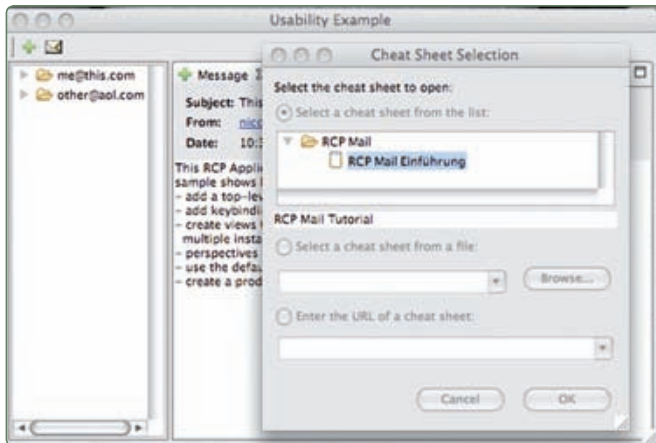 Usability Example
me@this.com
other@aol.com
Message
Subject: This
From: nicc
Date: 10:3
This RCP Appli
sample shows
- add a top-lev
- add keybindi
- create views
multiple insta
- perspectives
- use the defau
- create a prod
Cheat Sheet Selection
Select the cheat sheet to open:
Select a cheat sheet from the list:
RCP Mail
RCP Mail Einführung
RCP Mail Tutorial
Select a cheat sheet from a file:
Browse...
Enter the URL of a cheat sheet:
Cancel
OK